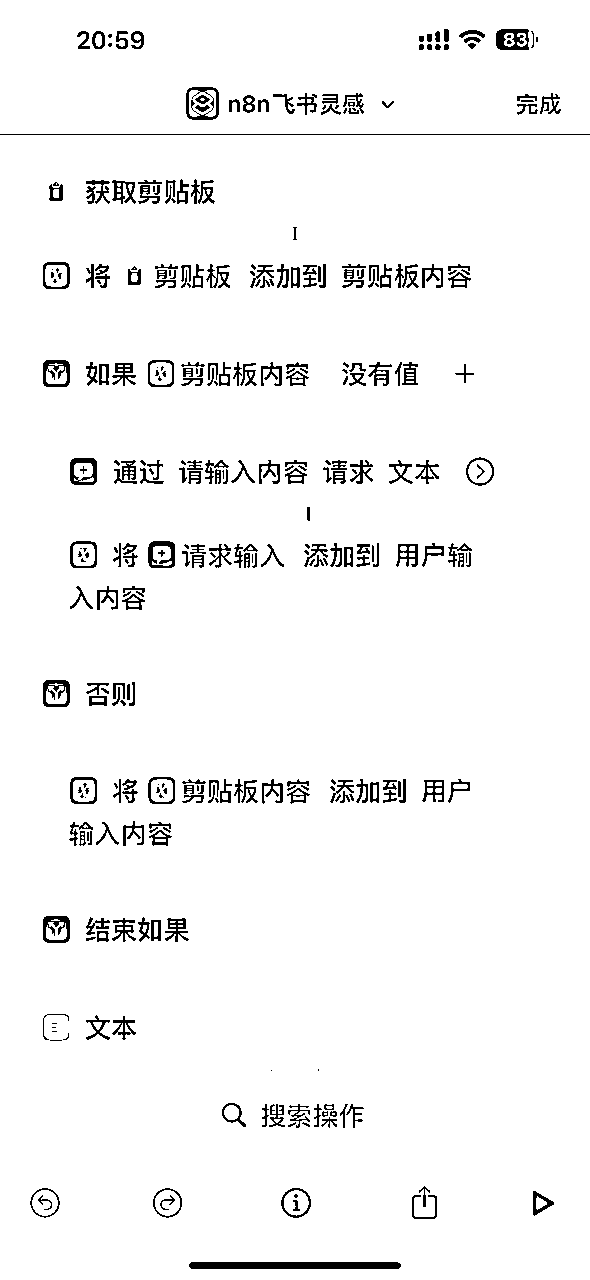 20:59
83
n8n飞书灵感
完成
获取剪贴板
将 剪贴板 添加到 剪贴板内容
如果 剪贴板内容 没有值 +
通过 请输入内容 请求 文本
将 请求输入 添加到 用户输
入内容
否则
将 剪贴板内容 添加到 用户
输入内容
结束如果
文本
搜索操作